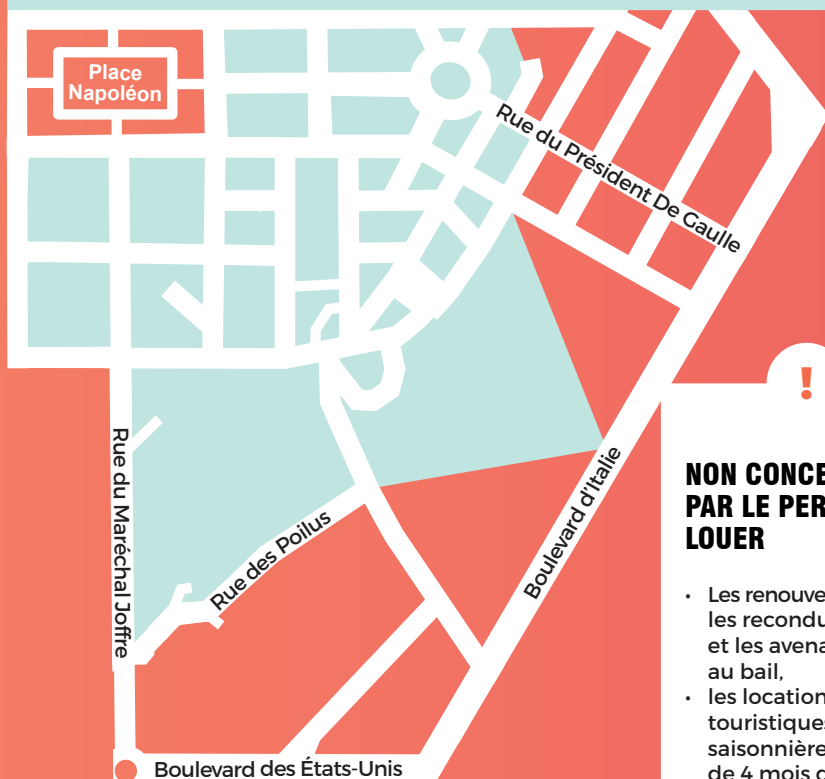 Place
Napoléon
Rue du Président De Gaulle
Rue du Maréchal Joffre
Rue des Poilus
Boulevard d'Italie
Boulevard des États-Unis
!
NON CONCE
PAR LE PER
LOUER
• Les renouve
les recondu
et les avena
au bail,
• les location
touristiques
saisonnière
de 4 mois c